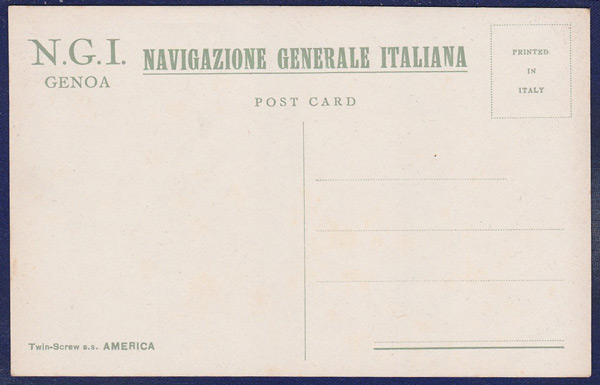 N.G.I.
GENOA
NAVIGAZIONE GENERALE ITALIANA
POST CARD
PRINTED
IN
ITALY
Twin-Screw s.s. AMERICA